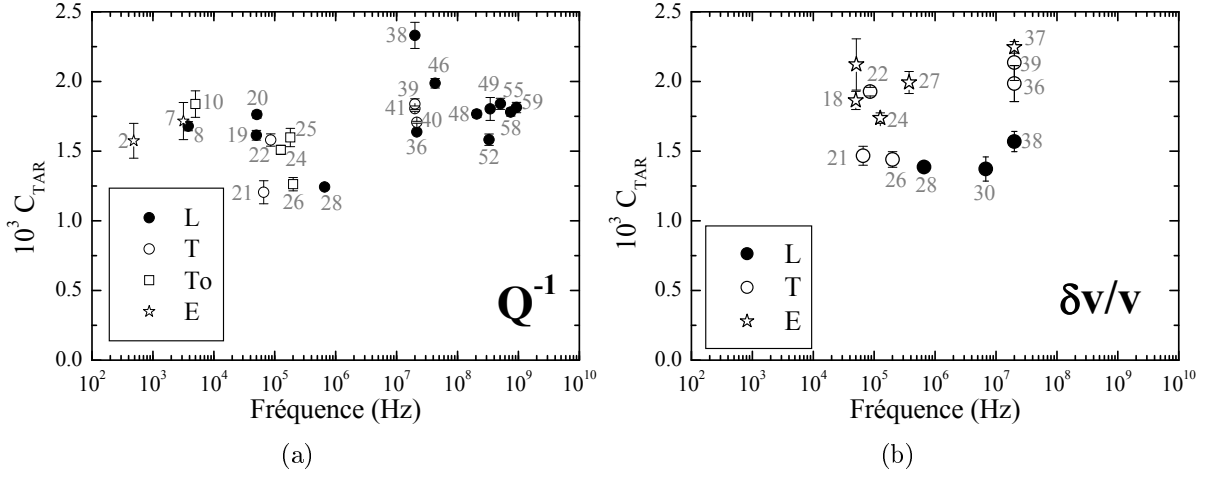 2.5
2.0
1.5
1.0
0.5
0.0
10³ C_TAR
10² 10³ 10⁴ 10⁵ 10⁶ 10⁷ 10⁸ 10⁹ 10¹⁰
Fréquence (Hz)
2
7
8
10
19
20
21
22
24
25
26
28
36
38
39
40
41
46
48
49
52
55
58
59
L
T
To
E
Q⁻¹
(a)
2.5
2.0
1.5
1.0
0.5
0.0
10³ C_TAR
10² 10³ 10⁴ 10⁵ 10⁶ 10⁷ 10⁸ 10⁹ 10¹⁰
Fréquence (Hz)
18
21
22
24
26
27
28
30
36
37
38
39
L
T
E
δv/v
(b)